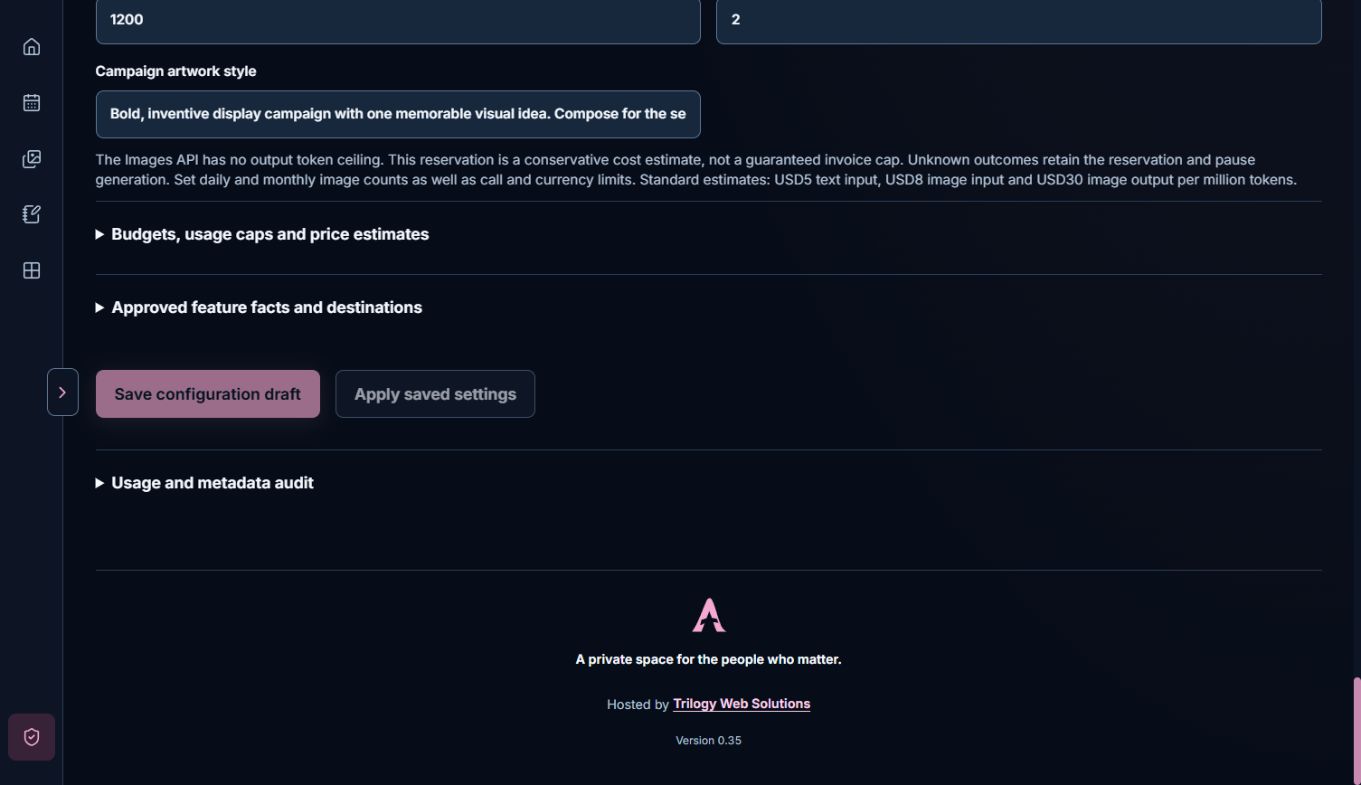 1200
2
Campaign artwork style
Bold, inventive display campaign with one memorable visual idea. Compose for the se
The Images API has no output token ceiling. This reservation is a conservative cost estimate, not a guaranteed invoice cap. Unknown outcomes retain the reservation and pause
generation. Set daily and monthly image counts as well as call and currency limits. Standard estimates: USD5 text input, USD8 image input and USD30 image output per million tokens.
Budgets, usage caps and price estimates
Approved feature facts and destinations
Save configuration draft
Apply saved settings
Usage and metadata audit
A private space for the people who matter.
Hosted by Trilogy Web Solutions
Version 0.35